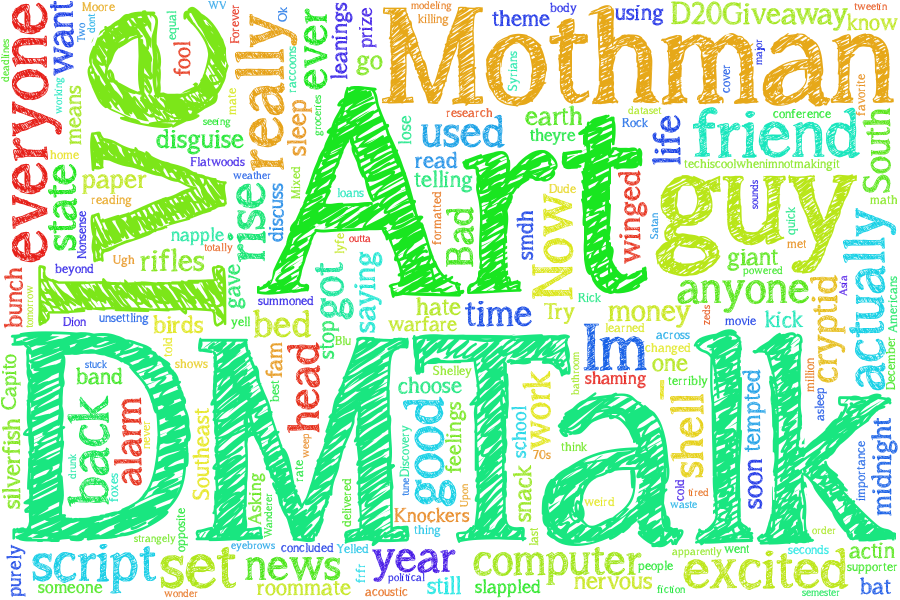 DMTalk
Art
IVe
Mothman
guy
everyone
really
friend
Im
actually
D20Giveaway
know
tweetin
theme
body
using
modeling
killing
Moore
WV
Ok
Forever
equal
Two
dont
deadlines
want
working
means
fool
raccoons
ever
leanings
prize
go
groceries
mate
seeing
disguise
Flatwoods
weather
sleep
Mixed
lose
research
used
read
telling
Syrians
earth
theyre
dataset
Rock
life
cover
major
favorite
conference
techiscoolwhenimnotmaking​it
South
math
state
home
paper
reading
Nonsense
beyond
Ugh
rifles
napple
totally
rise
discuss
loans
lyfe
outta
formatted
Bad
smdh
Dude
Now
winged
Satan
sounds
quick
met
giant
powered
anyone
Asia
Americans
December
bunch
tomorrow
Dion
unsettling
birds
yell
gave
summoned
bed
got
stop
saying
hate
warfare
time
Try
Rick
money
learned
zeds
movie
kick
cryptid
million
asleep
Capito
silverfish
stuck
band
back
drunk
alam
foxes
never
told
shows
Southeast
best
fam
head
weep
rate
Blu
Shelley
choose
good
feelings
tune
Discovery
Upon
Knockers
thing
school
snack
work
70s
last
bathroom
shaming
think
weird
changed
across
one
terribly
shell
cold
tired
waste
tempted
soon
midnight
importance
order
strangely
opposite
Asking
Wander
delivered
purely
someone
script
wonder
set
eyebrows
news
roommate
concluded
Yelled
frfr
acoustic
political
year
still
computer
slappled
nervous
people
fiction
apparently
went
excited
seconds
semester
actin
supporter
bat